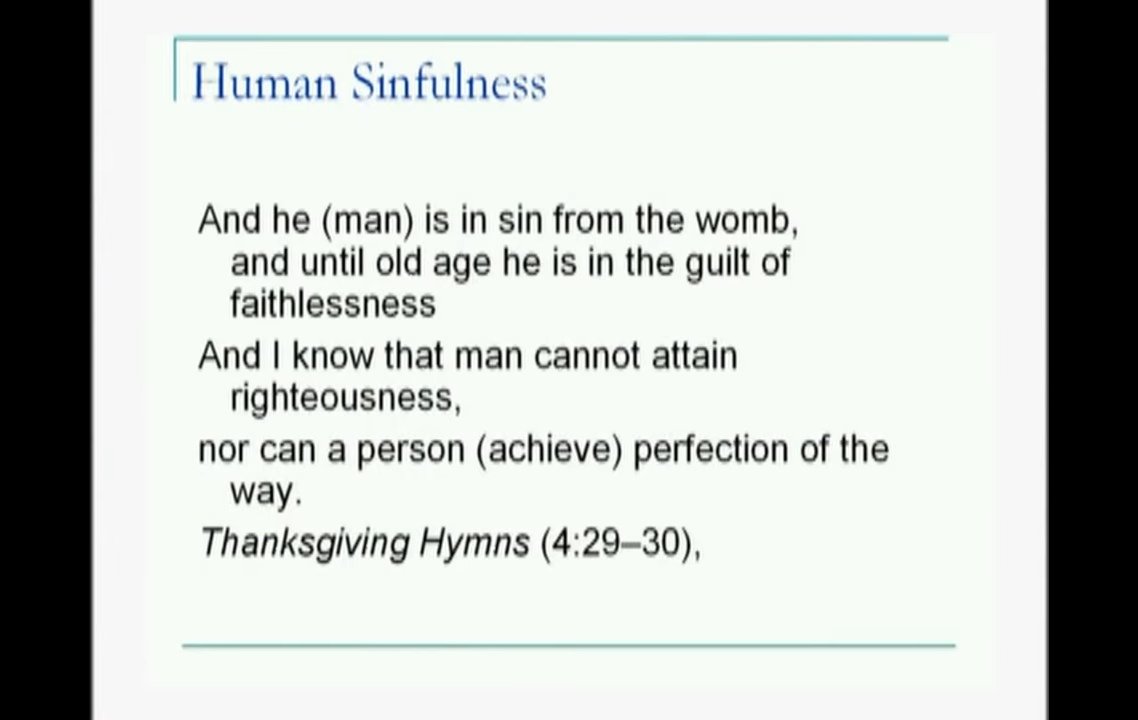 Human Sinfulness
And he (man) is in sin from the womb,
and until old age he is in the guilt of
faithlessness
And I know that man cannot attain
righteousness,
nor can a person (achieve) perfection of the
way.
Thanksgiving Hymns (4:29–30),